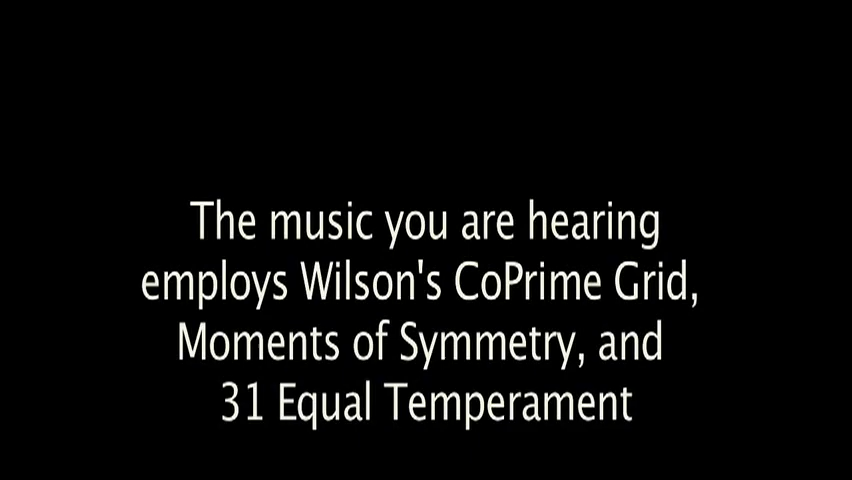 The music you are hearing
employs Wilson's CoPrime Grid,
Moments of Symmetry, and
31 Equal Temperament